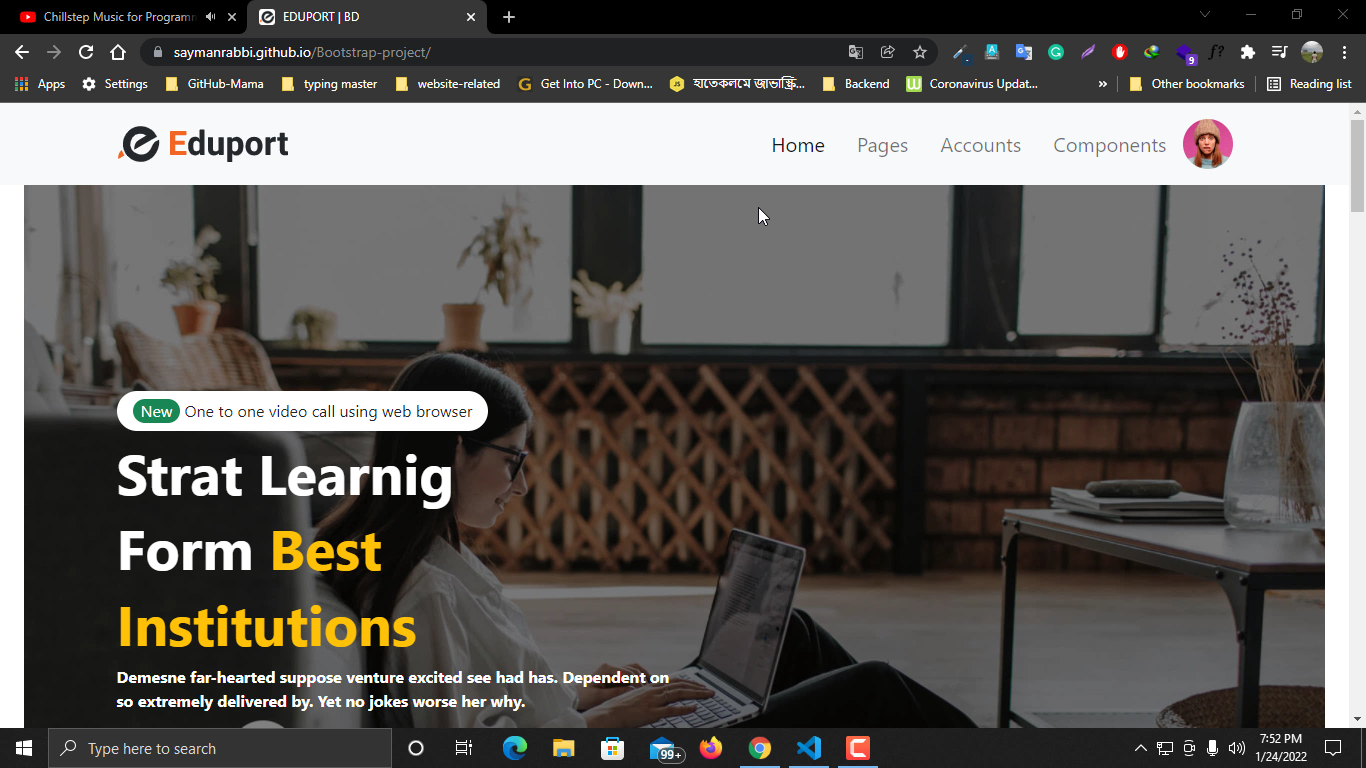 Chillstep Music for Programm
EDUPORT | BD
saymanrabbi.github.io/Bootstrap-project/
f?
9
Apps
Settings
GitHub-Mama
typing master
website-related
Get Into PC - Down...
JS
হাতেকলমে জাভাস্ক্রি...
Backend
W
Coronavirus Updat...
»
Other bookmarks
Reading list
Eduport
Home
Pages
Accounts
Components
New One to one video call using web browser
Strat Learnig
Form Best
Institutions
Demesne far-hearted suppose venture excited see had has. Dependent on
so extremely delivered by. Yet no jokes worse her why.
Type here to search
99+
7:52 PM
1/24/2022